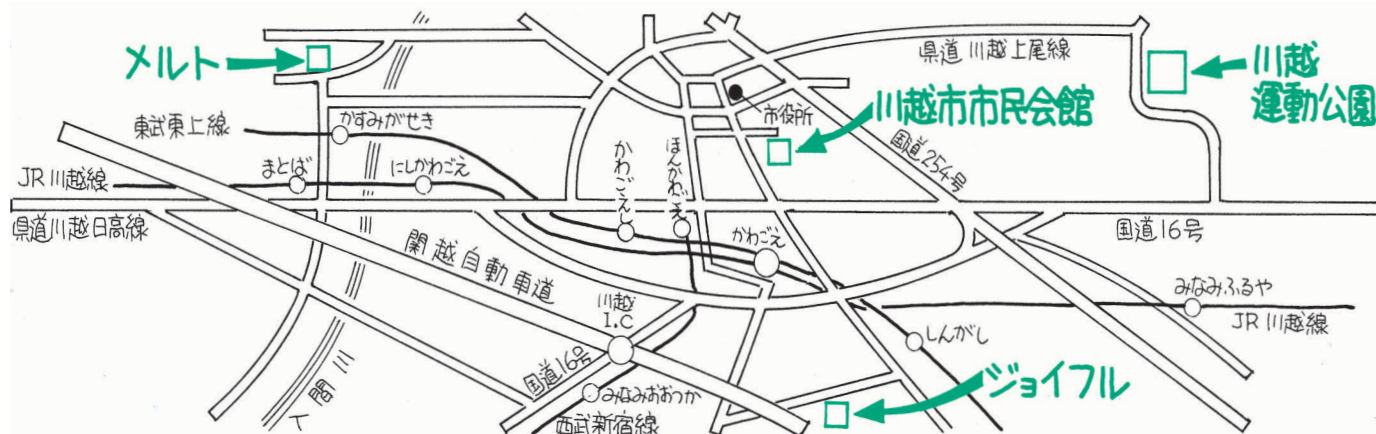 メルト
県道川越上尾線
川越
運動公園
川越市市民会館
市役所
東武東上線
かすみがせき
国道254号
JR川越線
まとば
にしかわごえ
かわごえし
ほんかわごえ
県道川越日高線
国道16号
かわごえ
関越自動車道
川越
I.C
みなみふるや
JR川越線
しんがし
国道16号
入間川
みなみおおつか
西武新宿線
ジョイフル